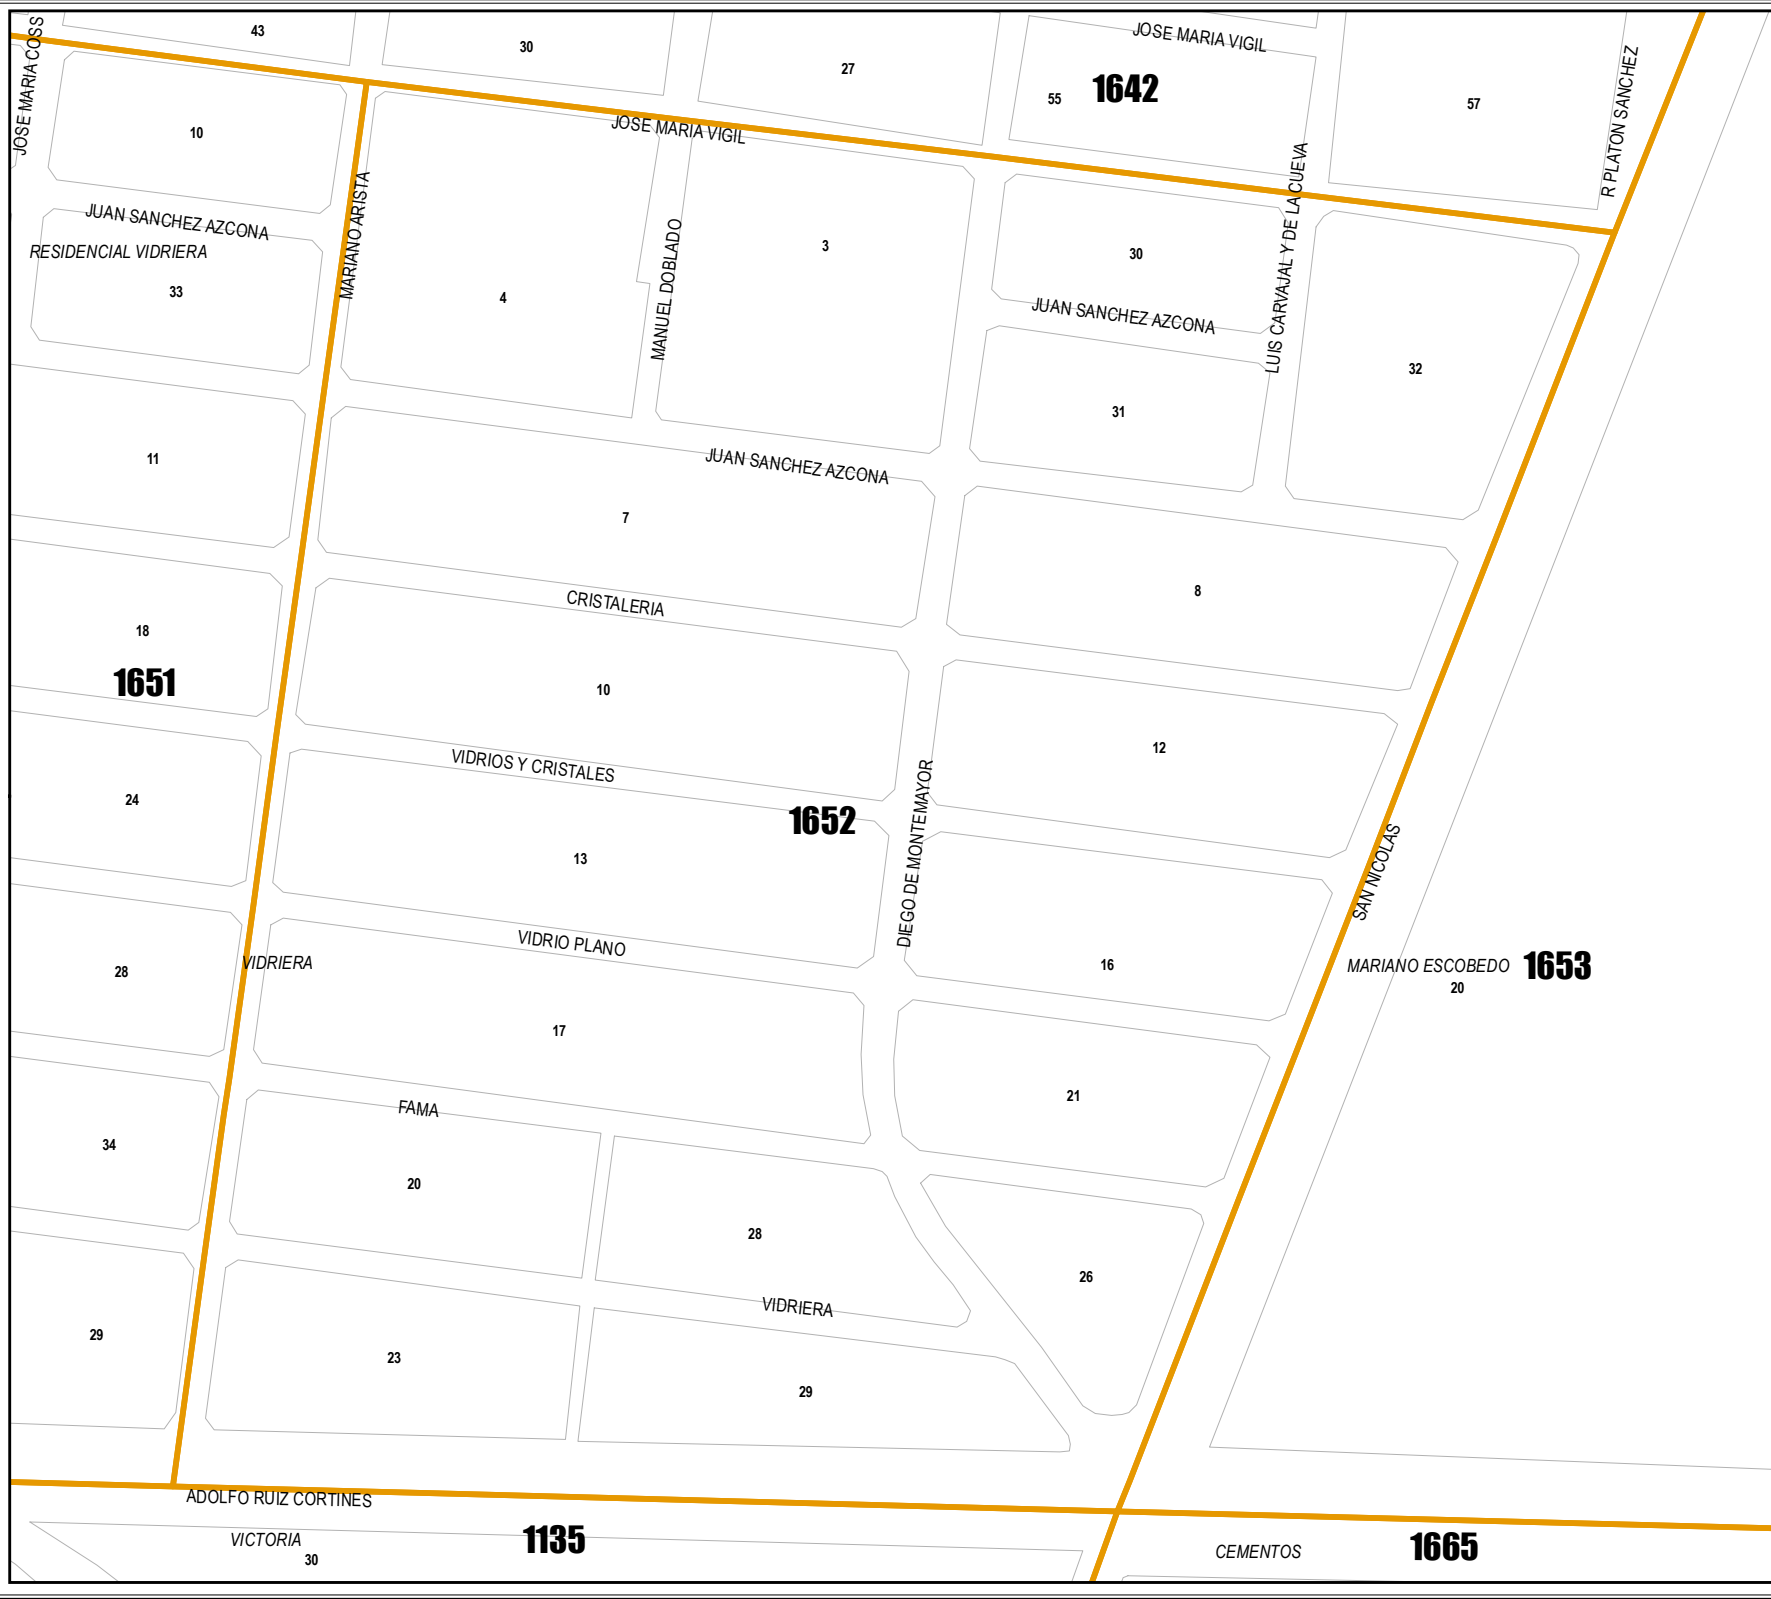 43
30
27
JOSE MARIA VIGIL
55
1642
57
JOSE MARIA COSS
R PLATON SANCHEZ
10
JOSE MARIA VIGIL
MARIANO ARISTA
LUIS CARVAJAL Y DE LA CUEVA
JUAN SANCHEZ AZCONA
RESIDENCIAL VIDRIERA
33
4
MANUEL DOBLADO
3
30
JUAN SANCHEZ AZCONA
32
31
11
JUAN SANCHEZ AZCONA
7
8
CRISTALERIA
18
1651
10
12
VIDRIOS Y CRISTALES
24
1652
13
DIEGO DE MONTEMAYOR
SAN NICOLAS
VIDRIO PLANO
28
VIDRIERA
16
MARIANO ESCOBEDO
1653
20
17
21
FAMA
34
20
28
26
VIDRIERA
29
23
29
ADOLFO RUIZ CORTINES
VICTORIA
30
1135
CEMENTOS
1665